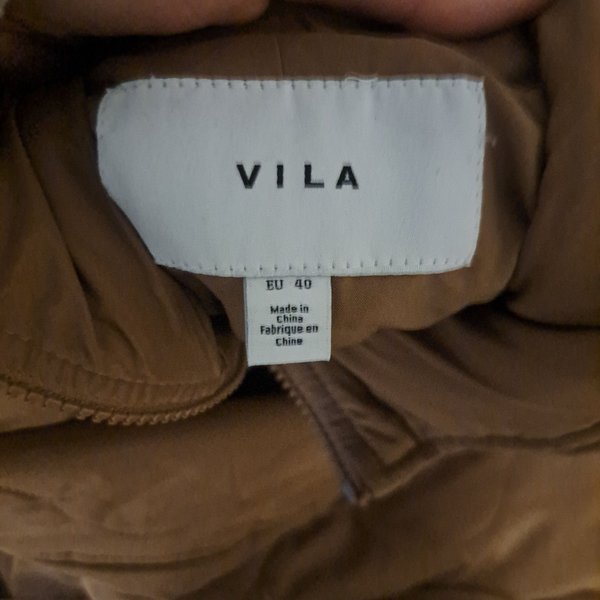 VILA
EU 40
Made in
China
Fabrique en
Chine